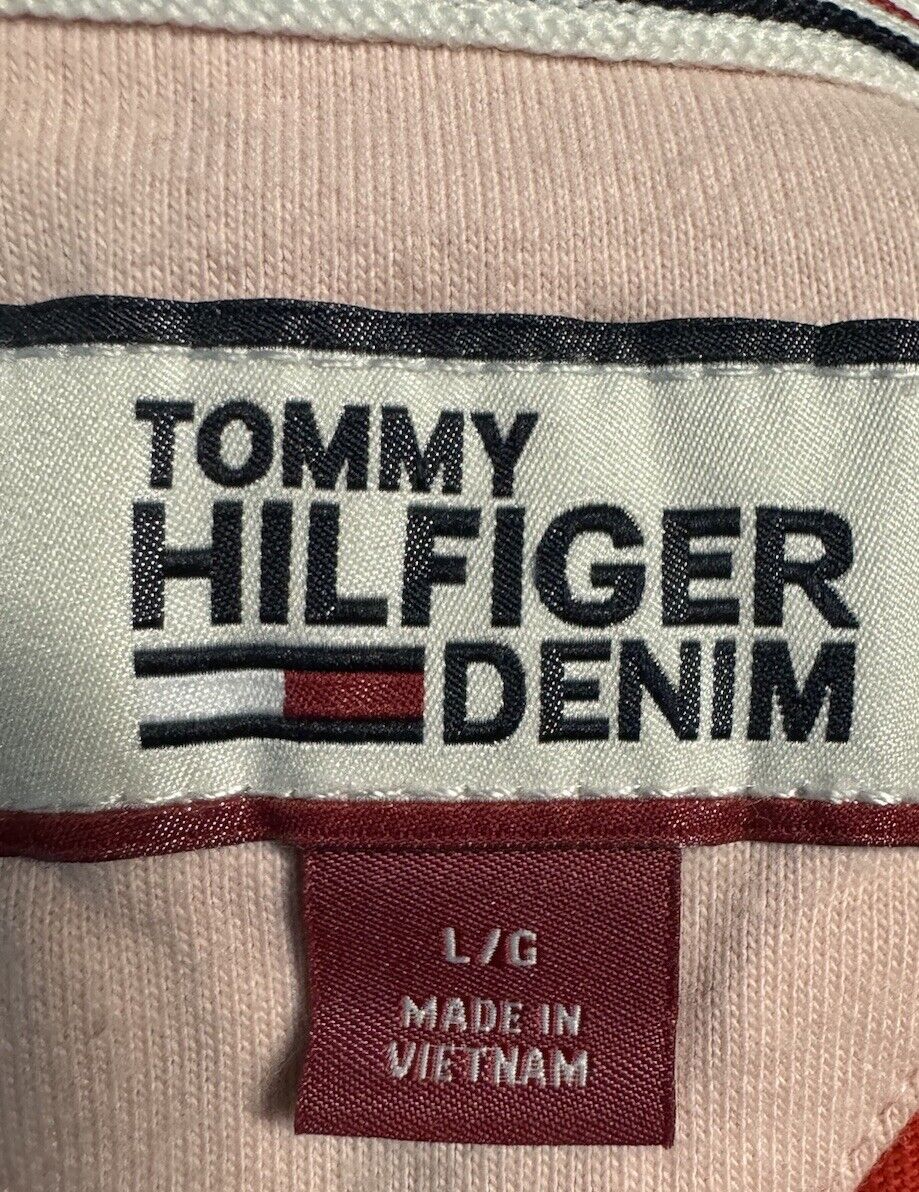 TOMMY
HILFIGER
DENIM
L/G
MADE IN
VIETNAM